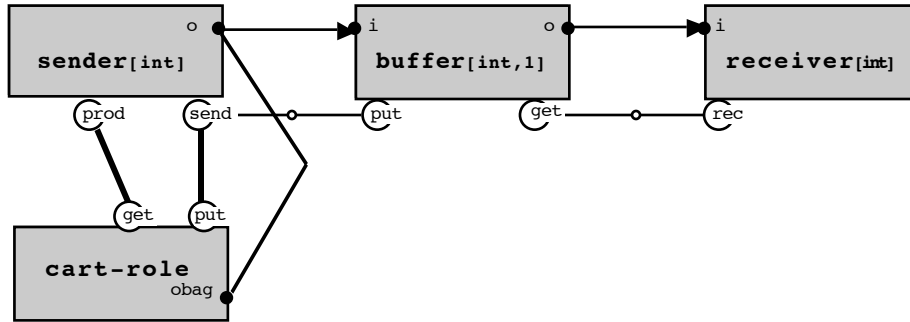 o
i
o
i
sender[int]
buffer[int,1]
receiver[int]
prod
send
put
get
rec
get
put
cart-role
obag